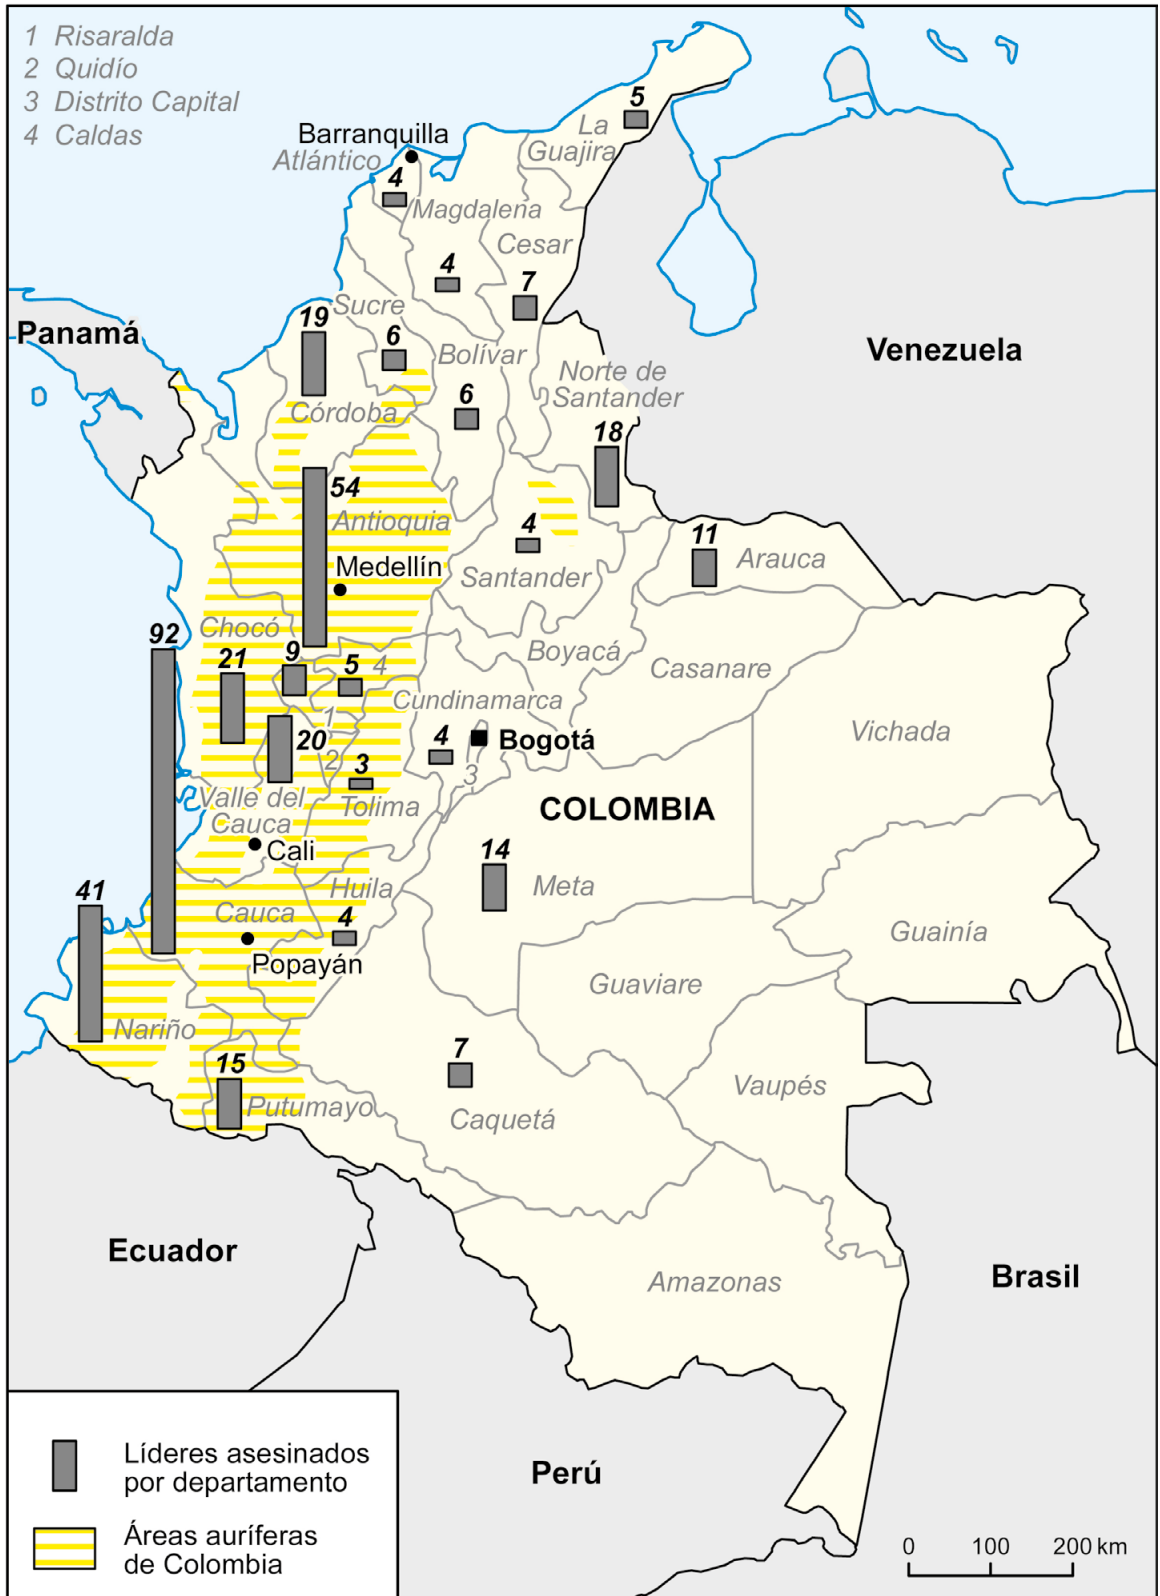 1 Risaralda
2 Quidío
3 Distrito Capital
4 Caldas
5
La
Guajira
Barranquilla
Atlántico
4
Magdalena
Cesar
4
7
Sucre
19
6
Bolívar
Panamá
Venezuela
Norte de
Santander
Córdoba
6
18
54
Antioquia
4
11
Arauca
Santander
Medellín
Chocó
92
9
21
5
4
Boyacá
Casanare
Cundinamarca
1
20
2
4
Bogotá
3
Vichada
3
Tolima
Valle del
Cauca
COLOMBIA
Cali
14
Meta
Huila
41
Cauca
4
Guainía
Popayán
Guaviare
Nariño
15
7
Vaupés
Putumayo
Caquetá
Ecuador
Amazonas
Brasil
Líderes asesinados
por departamento
Perú
Áreas auríferas
de Colombia
0 100 200 km